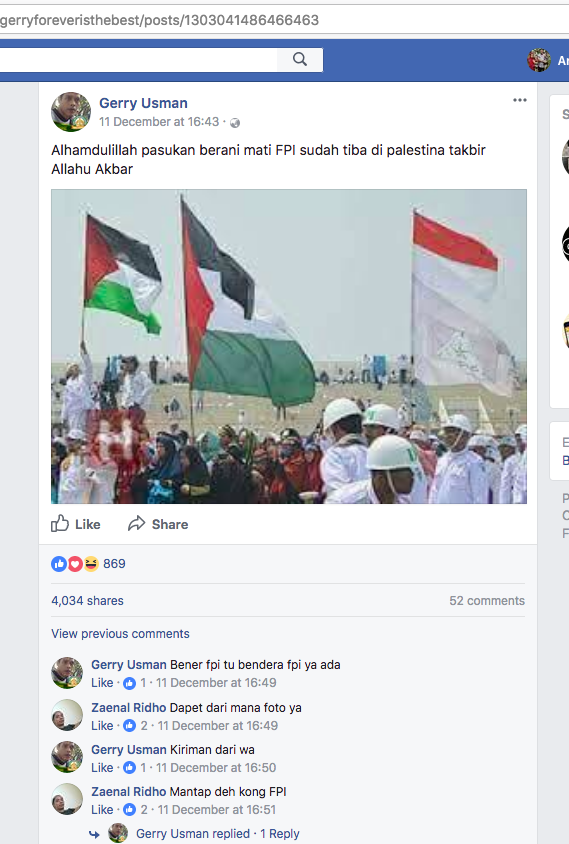 gerryforeveristhebest/posts/1303041486466463
Ar
Gerry Usman
11 December at 16:43 ·
Alhamdulillah pasukan berani mati FPI sudah tiba di palestina takbir
Allahu Akbar
H
Like Share
869
4,034 shares 52 comments
View previous comments
Gerry Usman Bener fpi tu bendera fpi ya ada
Like · 1 · 11 December at 16:49
Zaenal Ridho Dapet dari mana foto ya
Like · 2 · 11 December at 16:49
Gerry Usman Kiriman dari wa
Like · 1 · 11 December at 16:50
Zaenal Ridho Mantap deh kong FPI
Like · 2 · 11 December at 16:51
Gerry Usman replied · 1 Reply